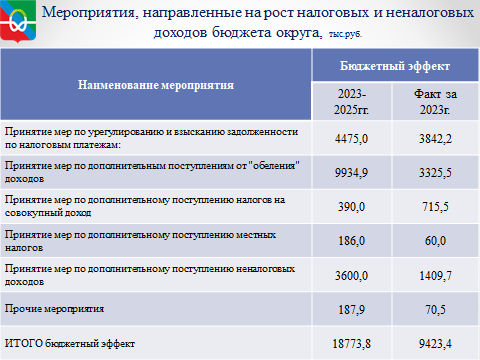 Мероприятия, направленные на рост налоговых и неналоговых
доходов бюджета округа, тыс.руб.
Наименование мероприятия
Бюджетный эффект
2023-
2025гг.
Факт за
2023г.
Принятие мер по урегулированию и взысканию задолженности
по налоговым платежам:
4475,0
3842,2
Принятие мер по дополнительным поступлениям от "обеления"
доходов
9934,9
3325,5
Принятие мер по дополнительному поступлению налогов на
совокупный доход
390,0
715,5
Принятие мер по дополнительному поступлению местных
налогов
186,0
60,0
Принятие мер по дополнительному поступлению неналоговых
доходов
3600,0
1409,7
Прочие мероприятия
187,9
70,5
ИТОГО бюджетный эффект
18773,8
9423,4